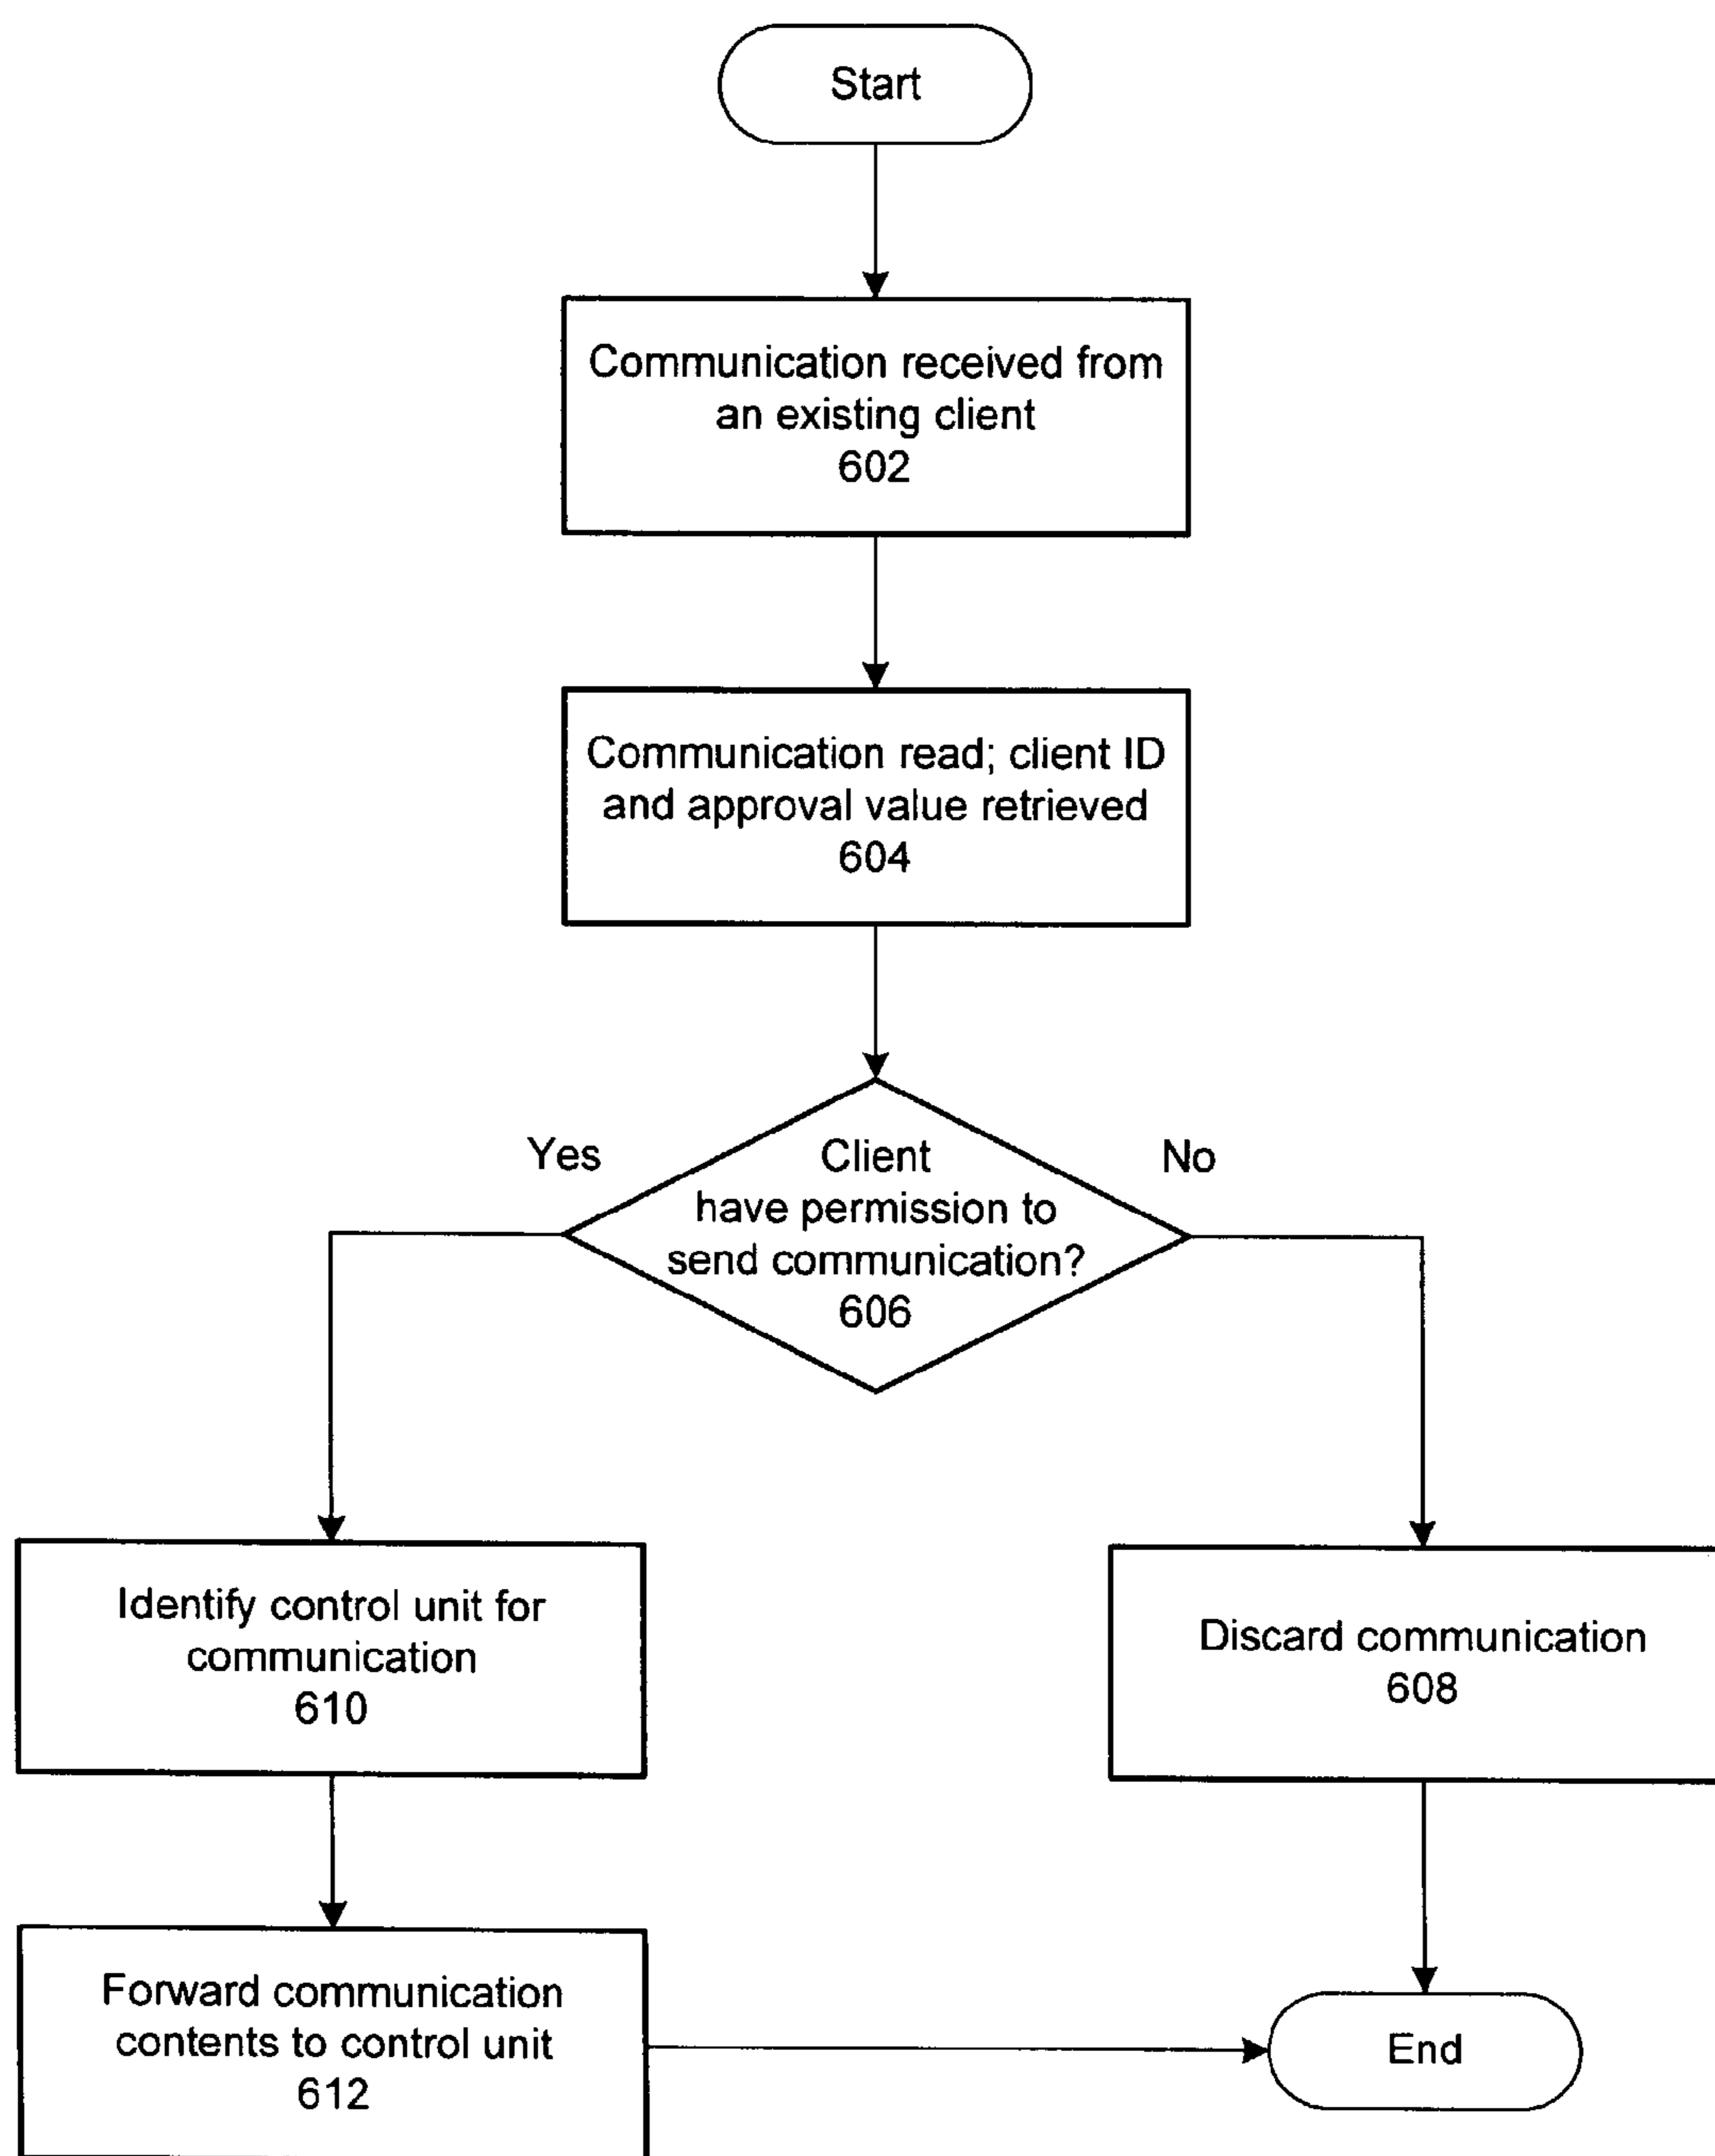 Start
Communication received from
an existing client
602
Communication read; client ID
and approval value retrieved
604
Yes
Client
have permission to
send communication?
606
No
Identify control unit for
communication
610
Discard communication
608
Forward communication
contents to control unit
612
End